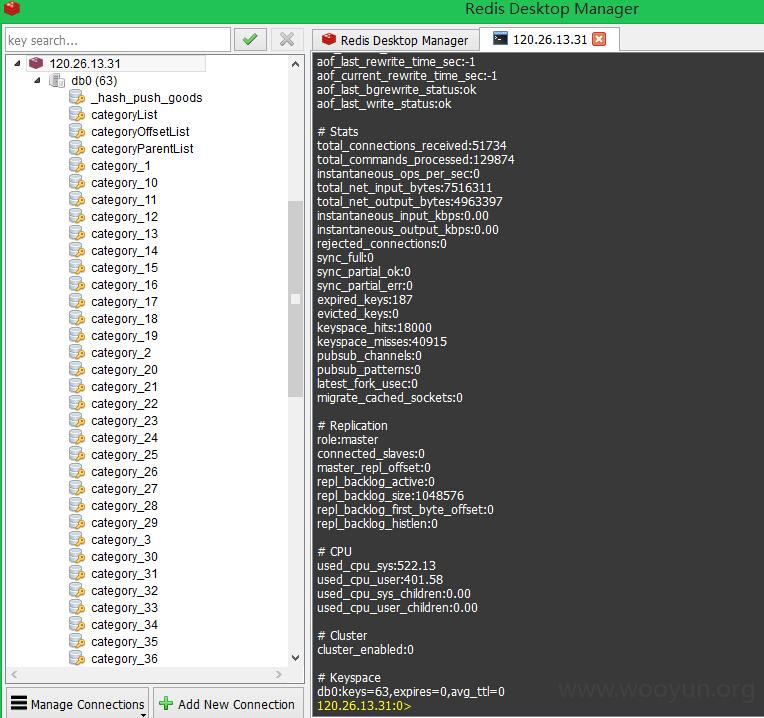 Redis Desktop Manager
key search...
120.26.13.31
db0 (63)
_hash_push_goods
categoryList
categoryOffsetList
categoryParentList
category_1
category_10
category_11
category_12
category_13
category_14
category_15
category_16
category_17
category_18
category_19
category_2
category_20
category_21
category_22
category_23
category_24
category_25
category_26
category_27
category_28
category_29
category_3
category_30
category_31
category_32
category_33
category_34
category_35
category_36
Manage Connections
Add New Connection
Redis Desktop Manager
120.26.13.31
aof_last_rewrite_time_sec:-1
aof_current_rewrite_time_sec:-1
aof_last_bgrewrite_status:ok
aof_last_write_status:ok
# Stats
total_connections_received:51734
total_commands_processed:129874
instantaneous_ops_per_sec:0
total_net_input_bytes:7516311
total_net_output_bytes:4963397
instantaneous_input_kbps:0.00
instantaneous_output_kbps:0.00
rejected_connections:0
sync_full:0
sync_partial_ok:0
sync_partial_err:0
expired_keys:187
evicted_keys:0
keyspace_hits:18000
keyspace_misses:40915
pubsub_channels:0
pubsub_patterns:0
latest_fork_usec:0
migrate_cached_sockets:0
# Replication
role:master
connected_slaves:0
master_repl_offset:0
repl_backlog_active:0
repl_backlog_size:1048576
repl_backlog_first_byte_offset:0
repl_backlog_histlen:0
# CPU
used_cpu_sys:522.13
used_cpu_user:401.58
used_cpu_sys_children:0.00
used_cpu_user_children:0.00
# Cluster
cluster_enabled:0
# Keyspace
db0:keys=63,expires=0,avg_ttl=0
120.26.13.31:0>
www.wooyun.org